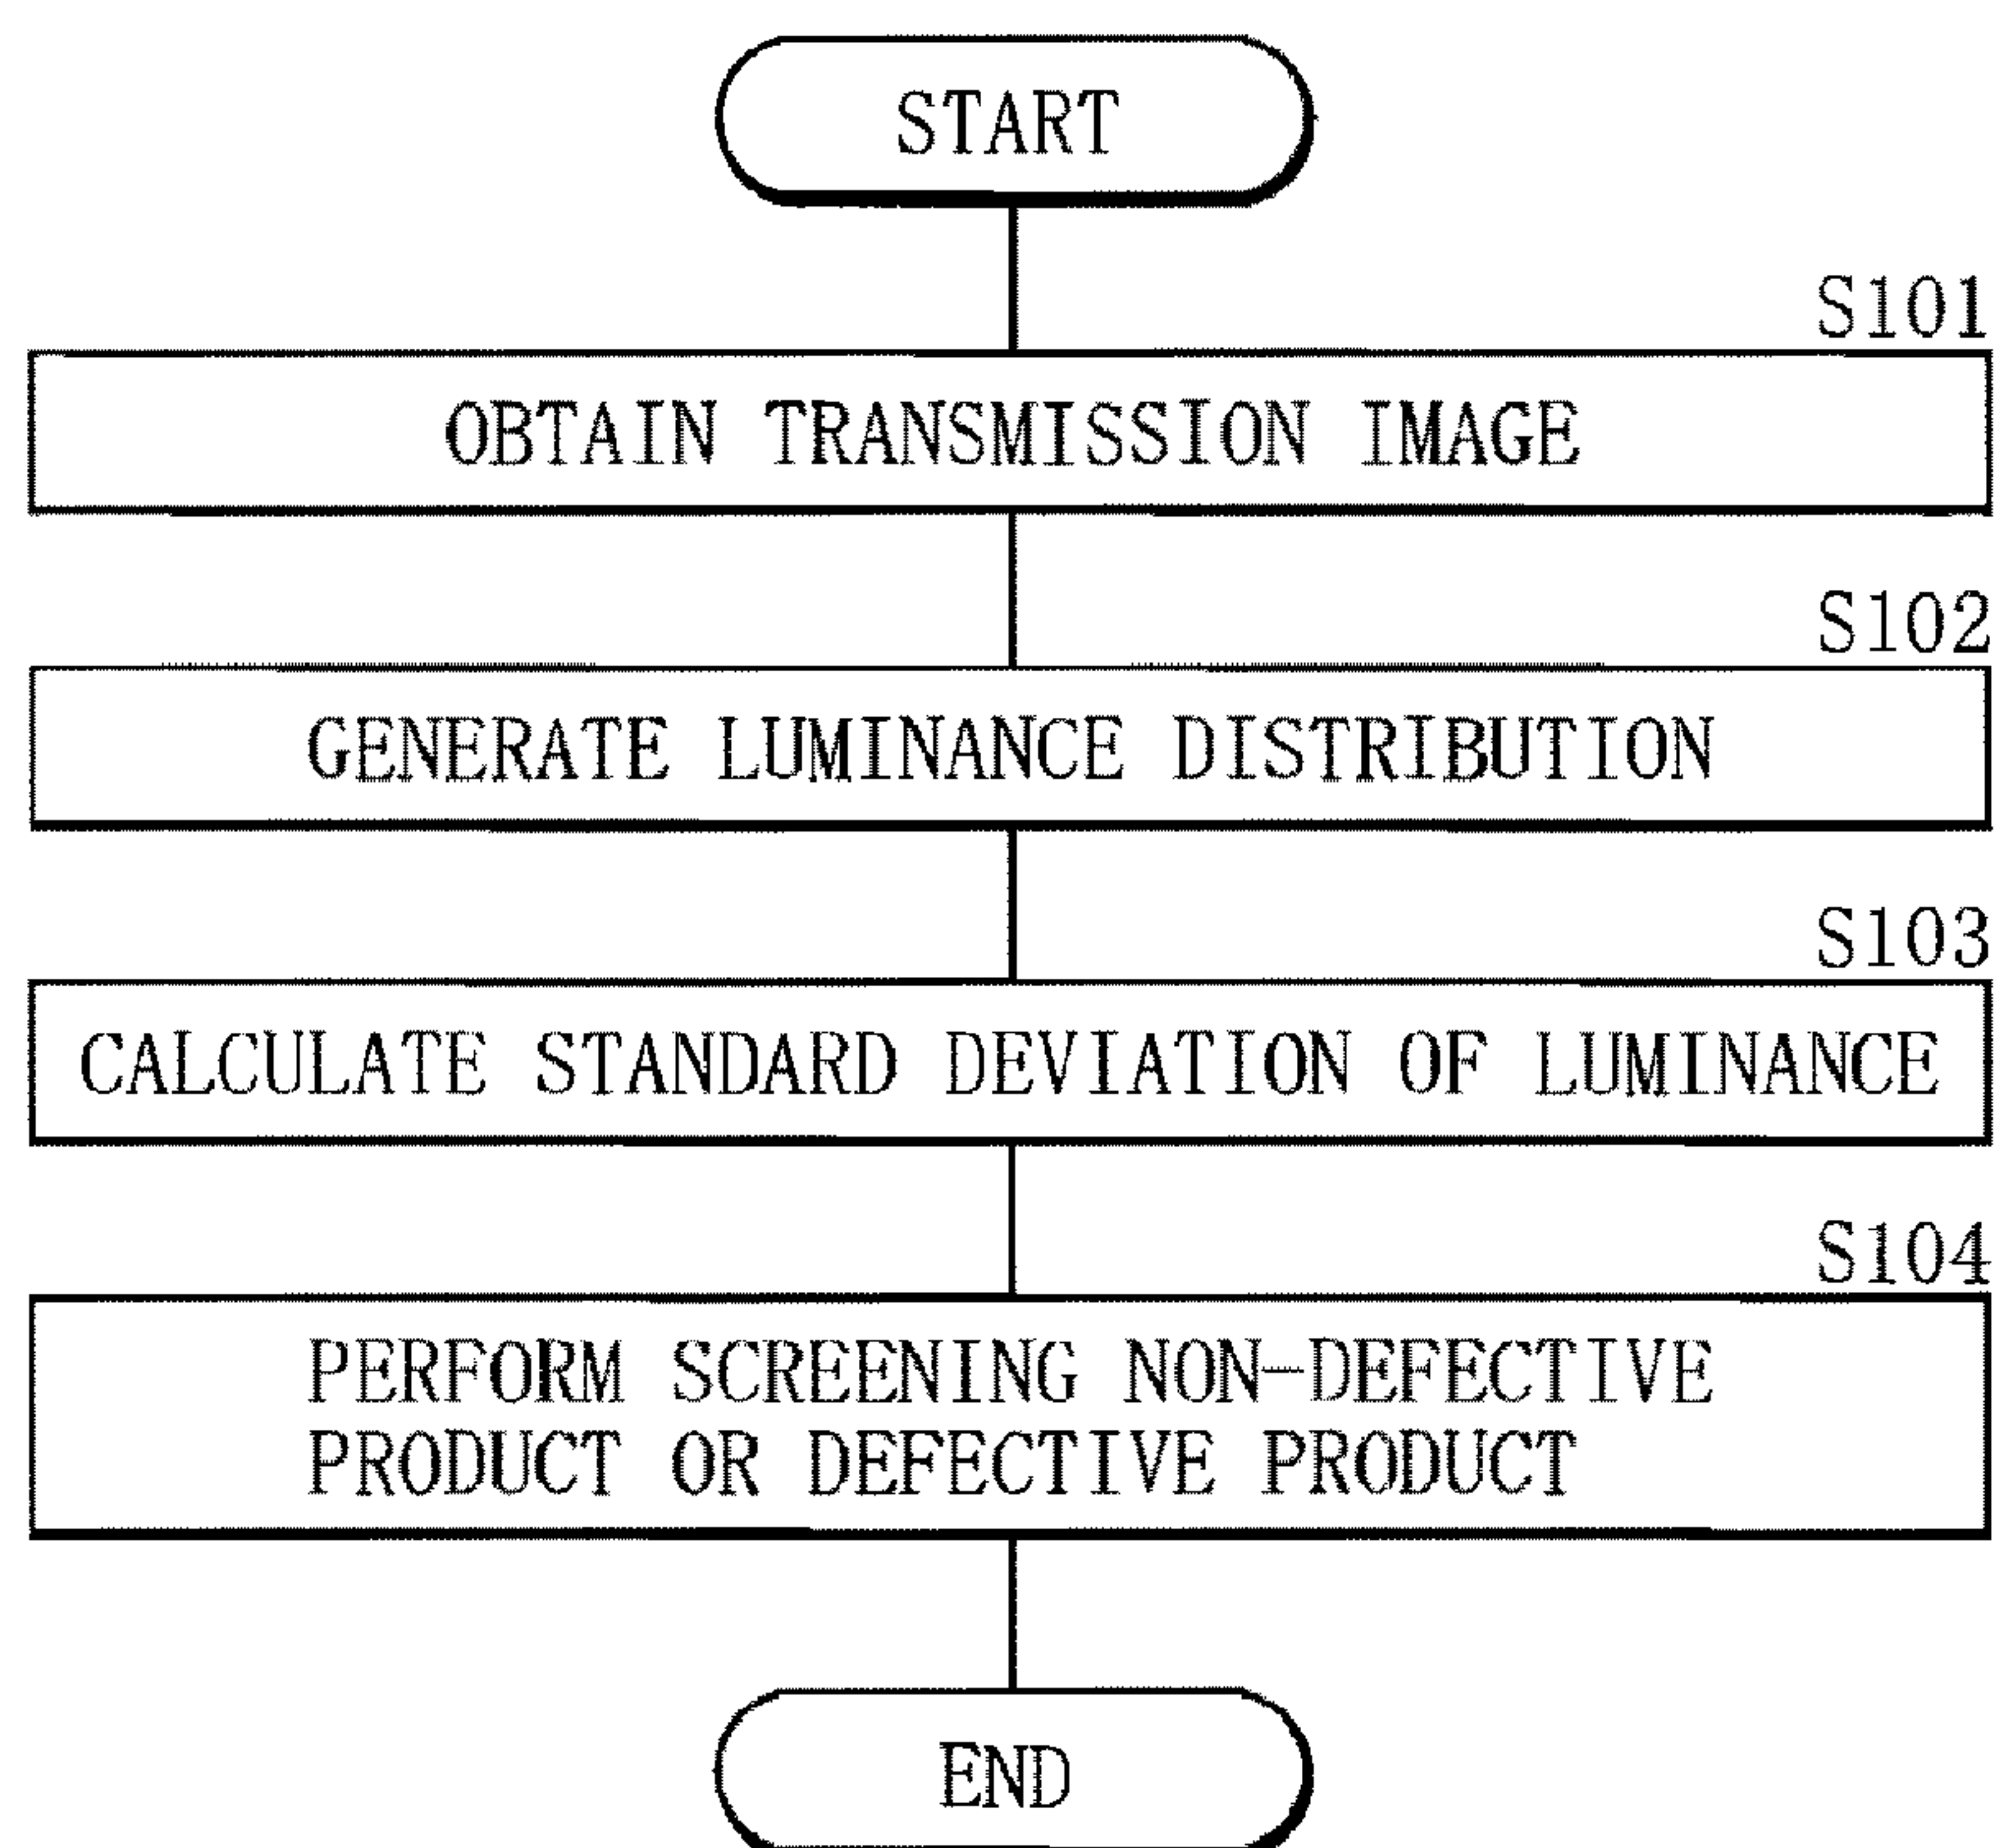 START
S101
OBTAIN TRANSMISSION IMAGE
S102
GENERATE LUMINANCE DISTRIBUTION
S103
CALCULATE STANDARD DEVIATION OF LUMINANCE
S104
PERFORM SCREENING NON-DEFECTIVE
PRODUCT OR DEFECTIVE PRODUCT
END